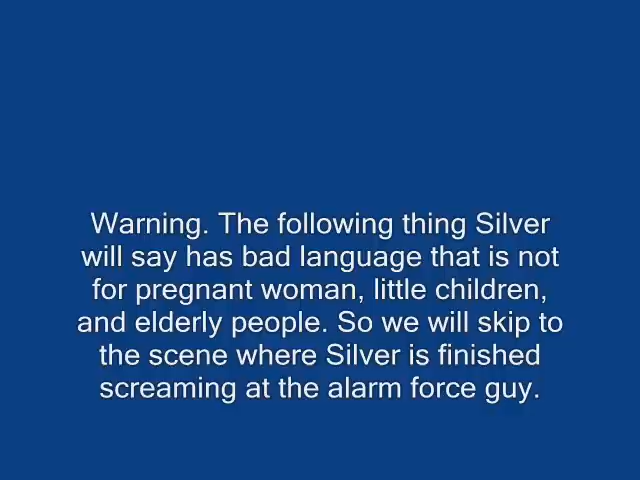 Warning. The following thing Silver
will say has bad language that is not
for pregnant woman, little children,
and elderly people. So we will skip to
the scene where Silver is finished
screaming at the alarm force guy.